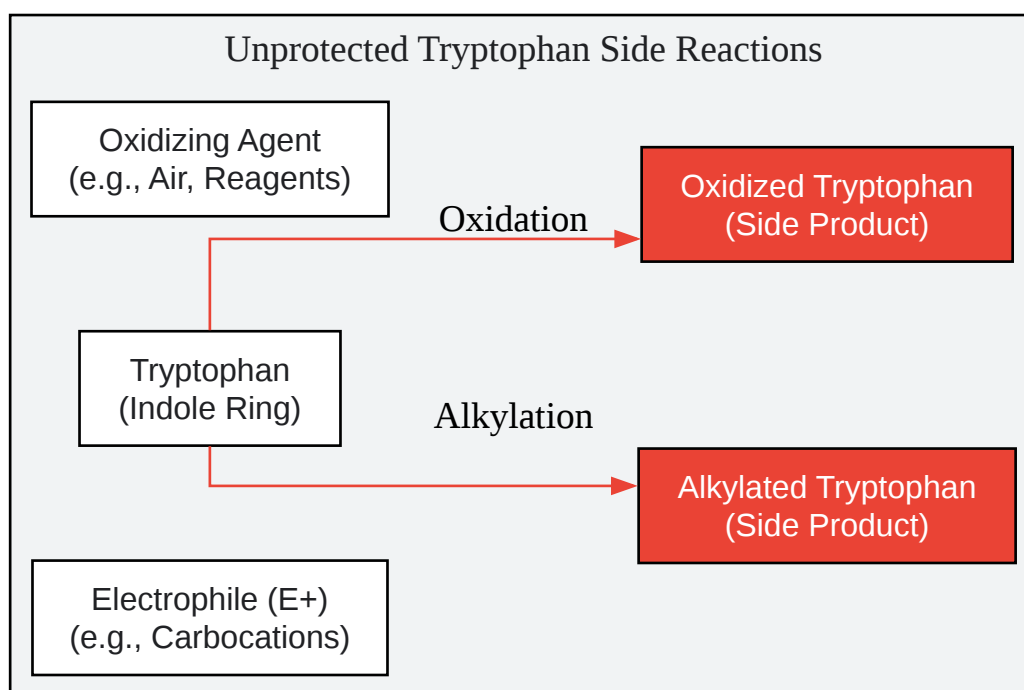 Unprotected Tryptophan Side Reactions
Oxidizing Agent
(e.g., Air, Reagents)
Oxidation
Oxidized Tryptophan
(Side Product)
Tryptophan
(Indole Ring)
Alkylation
Alkylated Tryptophan
(Side Product)
Electrophile (E+)
(e.g., Carbocations)